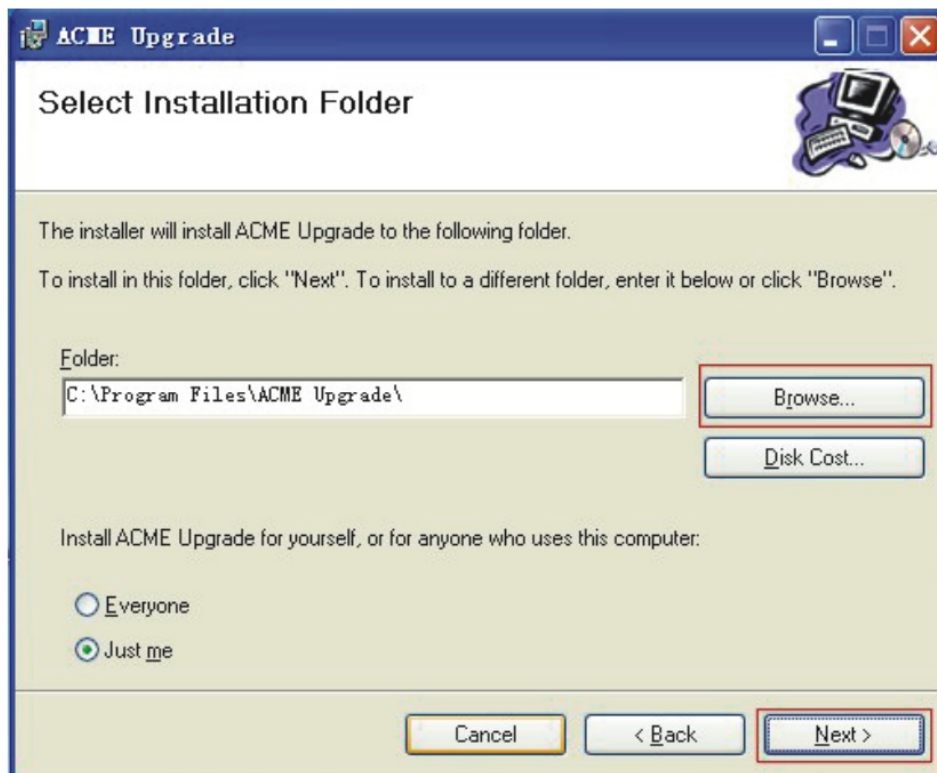 ACME Upgrade
Select Installation Folder
The installer will install ACME Upgrade to the following folder.
To install in this folder, click "Next". To install to a different folder, enter it below or click "Browse".
Folder:
C:\Program Files\ACME Upgrade\
Browse...
Disk Cost...
Install ACME Upgrade for yourself, or for anyone who uses this computer:
Everyone
Just me
Cancel
< Back
Next >